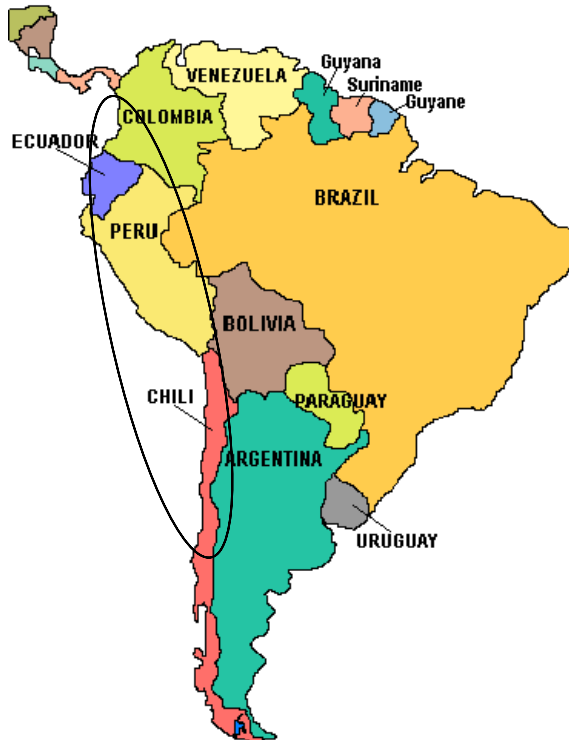 Guyana
VENEZUELA
Suriname
Guyane
COLOMBIA
ECUADOR
BRAZIL
PERU
BOLIVIA
CHILI
PARAGUAY
ARGENTINA
URUGUAY